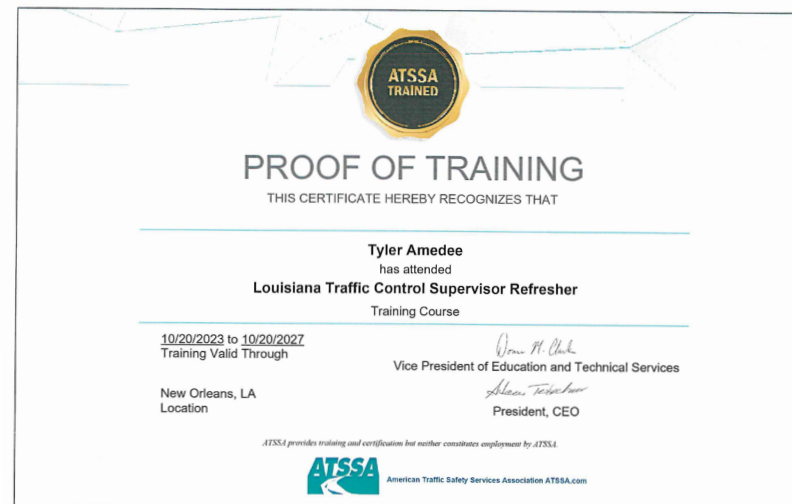 ATSSA
TRAINED
PROOF OF TRAINING
THIS CERTIFICATE HEREBY RECOGNIZES THAT
Tyler Amedee
has attended
Louisiana Traffic Control Supervisor Refresher
Training Course
10/20/2023 to 10/20/2027
Training Valid Through
Vice President of Education and Technical Services
New Orleans, LA
Location
President, CEO
ATSSA provides training and certification but neither constitutes employment by ATSSA.
ATSSA
American Traffic Safety Services Association ATSSA.com